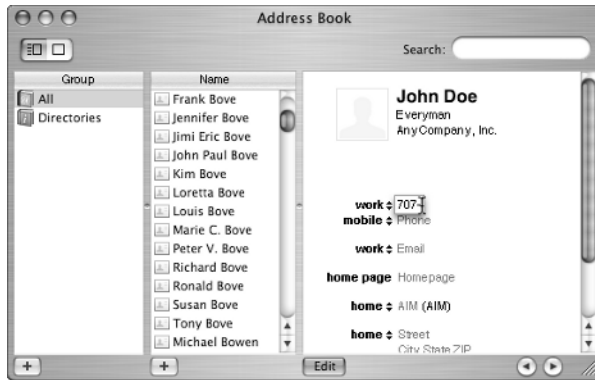 Address Book
Search:
Group
All
Directories
Name
Frank Bove
Jennifer Bove
Jimi Eric Bove
John Paul Bove
Kim Bove
Loretta Bove
Louis Bove
Marie C. Bove
Peter V. Bove
Richard Bove
Ronald Bove
Susan Bove
Tony Bove
Michael Bowen
John Doe
Everyman
AnyCompany, Inc.
work 707-
mobile Phone
work Email
home page Homepage
home AIM (AIM)
home Street
City State ZIP
Edit